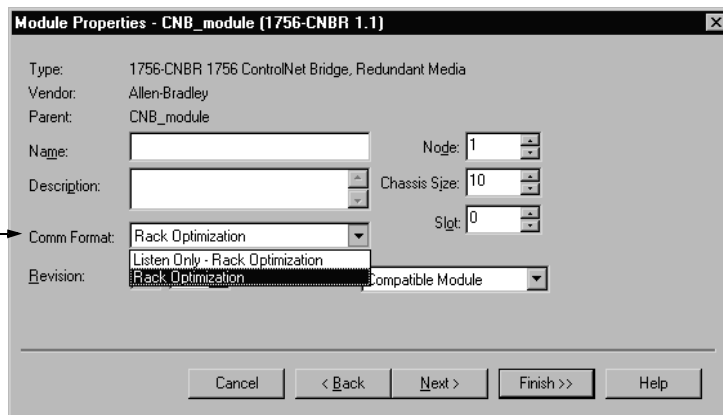 Module Properties - CNB_module (1756-CNBR 1.1)
Type: 1756-CNBR 1756 ControlNet Bridge, Redundant Media
Vendor: Allen-Bradley
Parent: CNB_module
Name: Node: 1
Description: Chassis Size: 10
Slot: 0
Comm Format: Rack Optimization
Listen Only - Rack Optimization
Revision: Rack Optimization Compatible Module
Cancel < Back Next > Finish >> Help